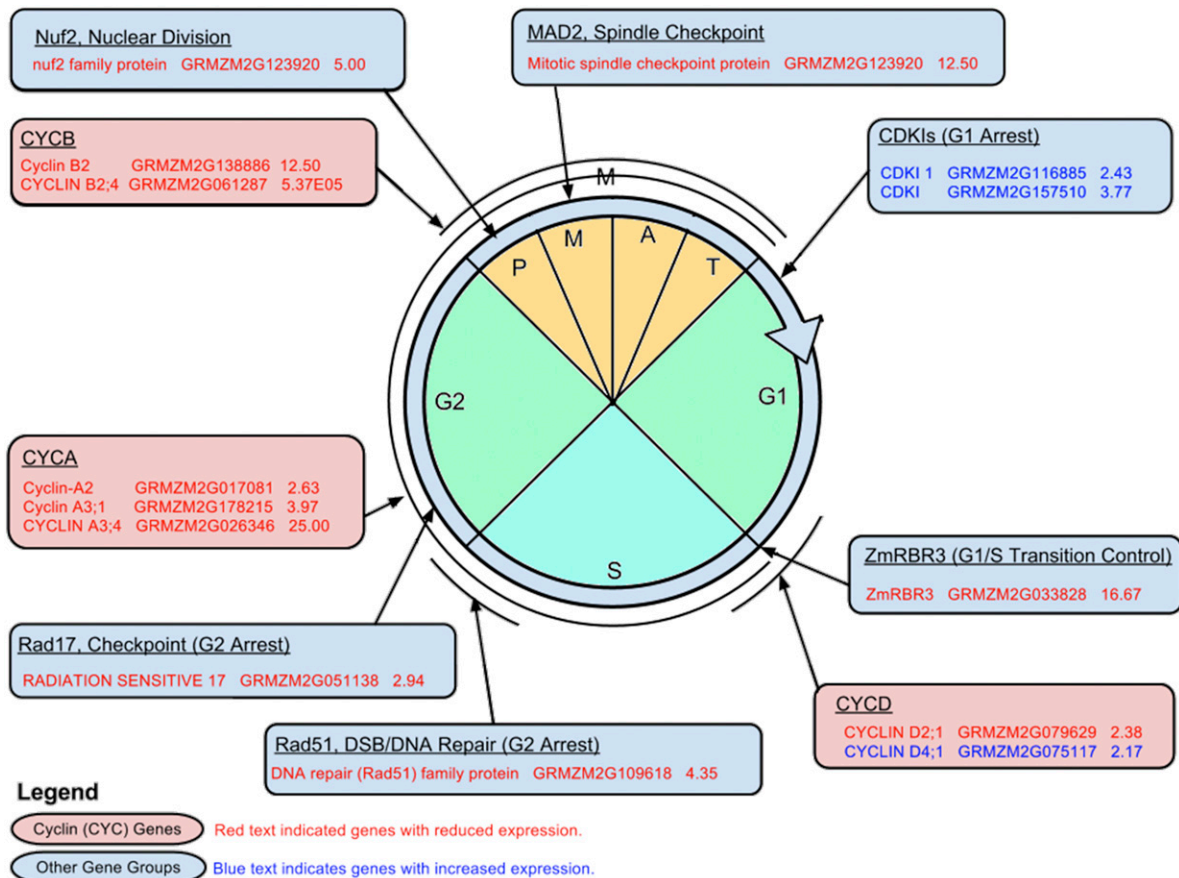 Nuf2, Nuclear Division
nuf2 family protein GRMZM2G123920 5.00
MAD2, Spindle Checkpoint
Mitotic spindle checkpoint protein GRMZM2G123920 12.50
CYCB
Cyclin B2 GRMZM2G138886 12.50
CYCLIN B2;4 GRMZM2G061287 5.37E05
CDKIs (G1 Arrest)
CDKI 1 GRMZM2G116885 2.43
CDKI GRMZM2G157510 3.77
M
P
M
A
T
G2
G1
S
CYCA
Cyclin-A2 GRMZM2G017081 2.63
Cyclin A3;1 GRMZM2G178215 3.97
CYCLIN A3;4 GRMZM2G026346 25.00
ZmRBR3 (G1/S Transition Control)
ZmRBR3 GRMZM2G033828 16.67
Rad17, Checkpoint (G2 Arrest)
RADIATION SENSITIVE 17 GRMZM2G051138 2.94
CYCD
CYCLIN D2;1 GRMZM2G079629 2.38
CYCLIN D4;1 GRMZM2G075117 2.17
Rad51, DSB/DNA Repair (G2 Arrest)
DNA repair (Rad51) family protein GRMZM2G109618 4.35
Legend
Cyclin (CYC) Genes Red text indicated genes with reduced expression.
Other Gene Groups Blue text indicates genes with increased expression.